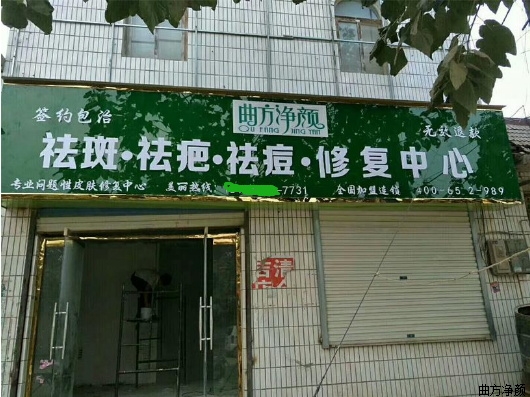 签约包治
曲方净颜
QU FANG JING YAN
无效退款
祛斑·祛疤·祛痘·修复中心
专业问题性皮肤修复中心 美丽热线: -7731 全国加盟连锁 400-65 2-989
清
曲方净颜